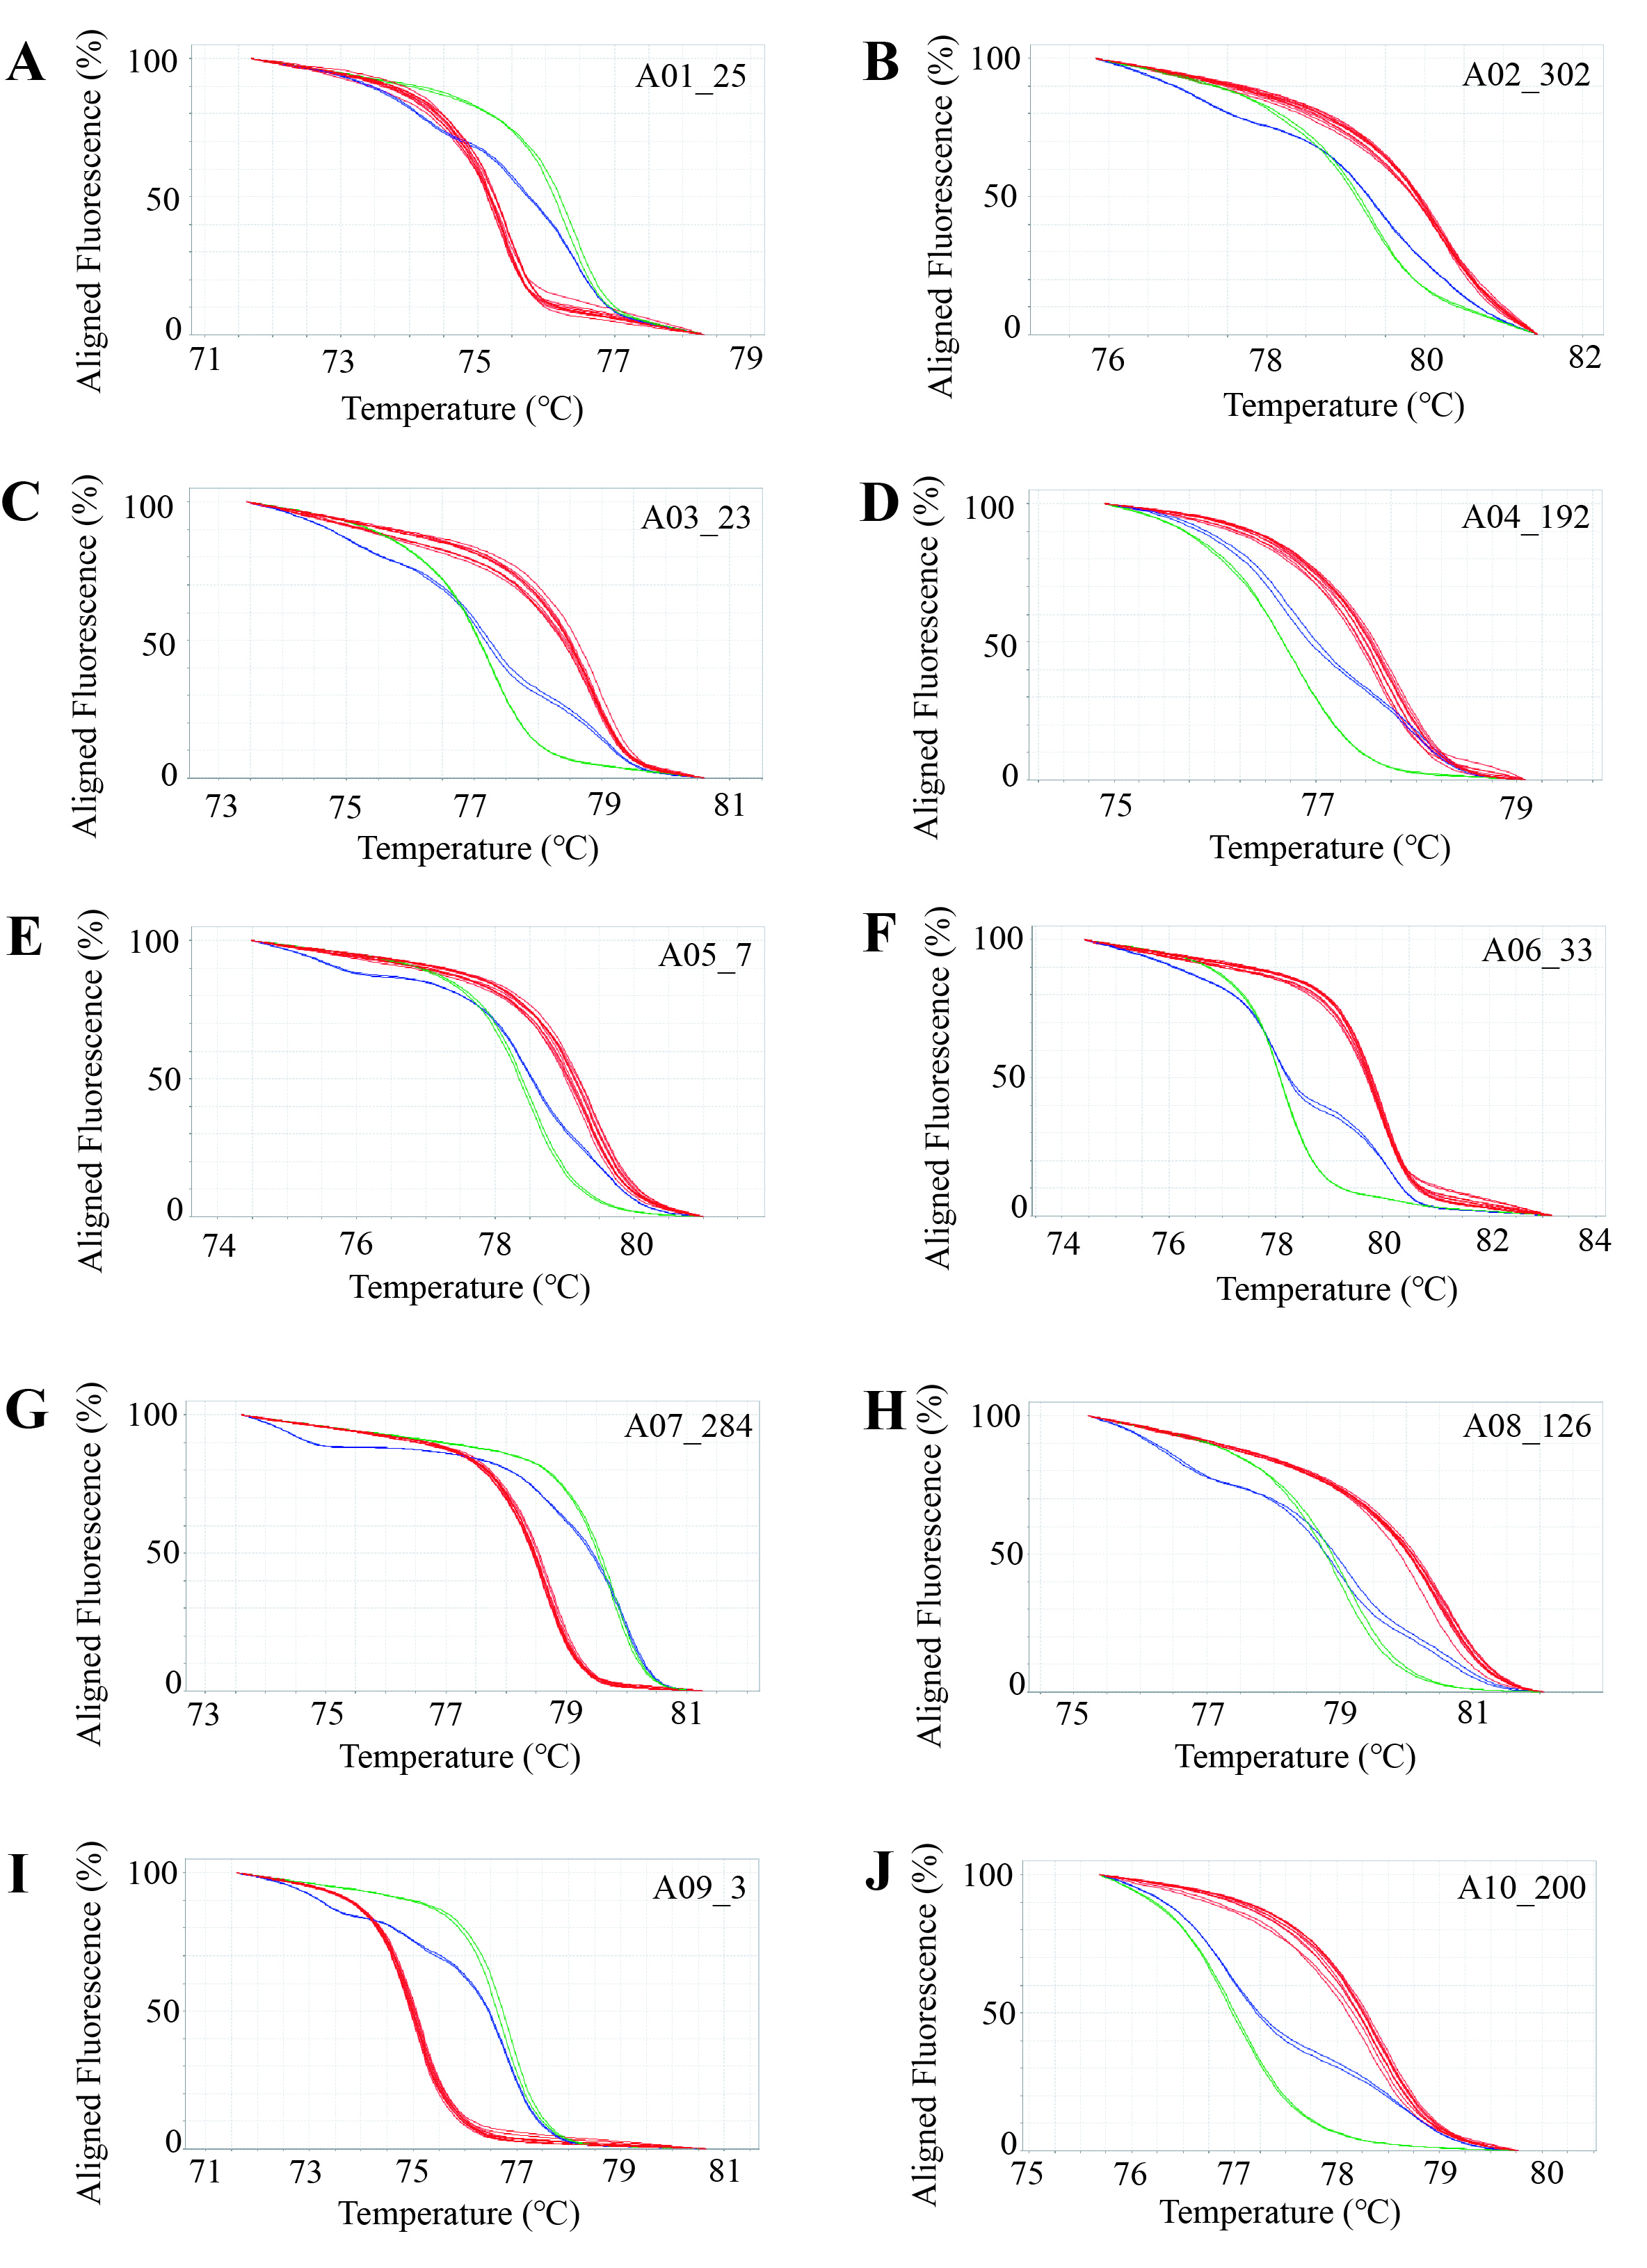 A
Aligned Fluorescence (%)
100
50
0
A01_25
71 73 75 77 79
Temperature (℃)
B
Aligned Fluorescence (%)
100
50
0
A02_302
76 78 80 82
Temperature (℃)
C
Aligned Fluorescence (%)
100
50
0
A03_23
73 75 77 79 81
Temperature (℃)
D
Aligned Fluorescence (%)
100
50
0
A04_192
75 77 79
Temperature (℃)
E
Aligned Fluorescence (%)
100
50
0
A05_7
74 76 78 80
Temperature (℃)
F
Aligned Fluorescence (%)
100
50
0
A06_33
74 76 78 80 82 84
Temperature (℃)
G
Aligned Fluorescence (%)
100
50
0
A07_284
73 75 77 79 81
Temperature (℃)
H
Aligned Fluorescence (%)
100
50
0
A08_126
75 77 79 81
Temperature (℃)
I
Aligned Fluorescence (%)
100
50
0
A09_3
71 73 75 77 79 81
Temperature (℃)
J
Aligned Fluorescence (%)
100
50
0
A10_200
75 76 77 78 79 80
Temperature (℃)